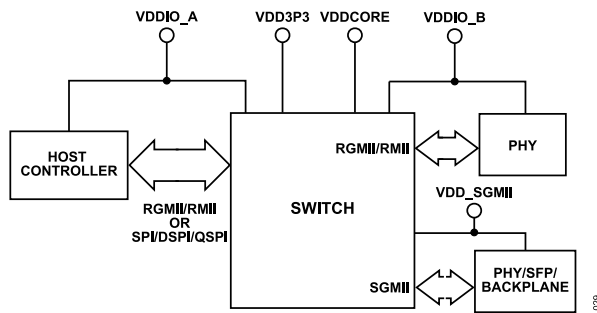 VDDIO_A
VDD3P3
VDDCORE
VDDIO_B
HOST
CONTROLLER
RGMII/RMII
OR
SPI/DSPI/QSPI
SWITCH
RGMII/RMII
PHY
VDD_SGMII
SGMII
PHY/SFP/
BACKPLANE
029